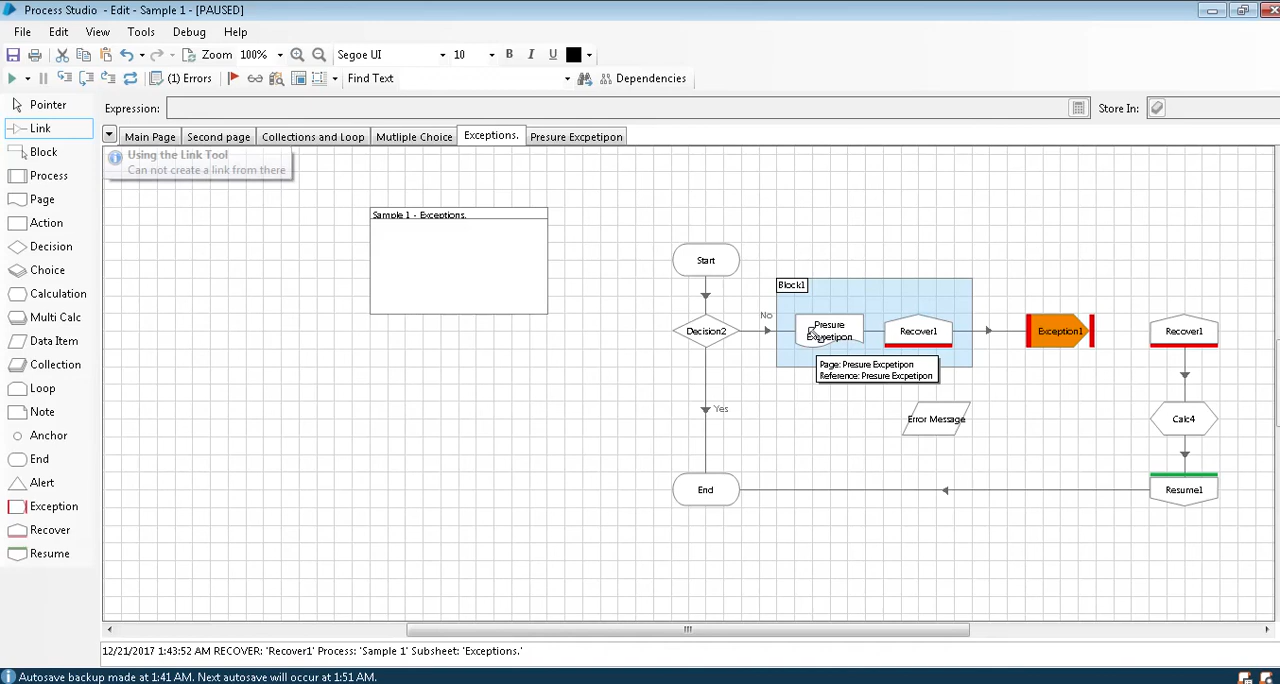 Process Studio - Edit - Sample 1 - [PAUSED]
File Edit View Tools Debug Help
Zoom 100% Segoe UI 10 B I U
(1) Errors Find Text Dependencies
Pointer
Link
Block
Process
Page
Action
Decision
Choice
Calculation
Multi Calc
Data Item
Collection
Loop
Note
Anchor
End
Alert
Exception
Recover
Resume
Expression: Store In:
Main Page Second page Collections and Loop Mutliple Choice Exceptions. Presure Excpetipon
Using the Link Tool
Can not create a link from there
Sample 1 - Exceptions.
Start
Block1
No
Decision2
Presure
Excpetipon
Recover1
Exception1
Recover1
Page: Presure Excpetipon
Reference: Presure Excpetipon
Yes
Error Message
Calc4
End
Resume1
12/21/2017 1:43:52 AM RECOVER: 'Recover1' Process: 'Sample 1' Subsheet: 'Exceptions.'
Autosave backup made at 1:41 AM. Next autosave will occur at 1:51 AM.